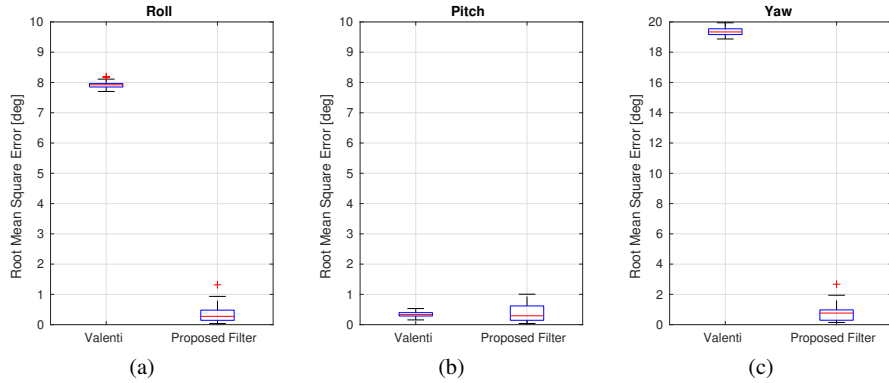 Roll
Root Mean Square Error [deg]
10
9
8
7
6
5
4
3
2
1
0
Valenti Proposed Filter
(a)
Pitch
Root Mean Square Error [deg]
10
9
8
7
6
5
4
3
2
1
0
Valenti Proposed Filter
(b)
Yaw
Root Mean Square Error [deg]
20
18
16
14
12
10
8
6
4
2
0
Valenti Proposed Filter
(c)